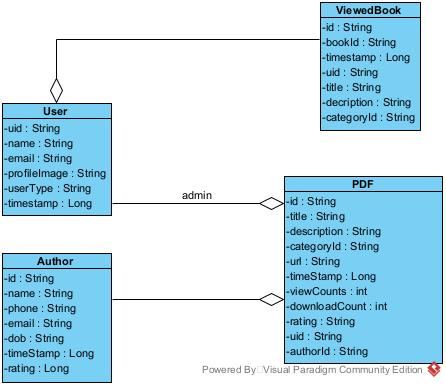 ViewedBook
-id : String
-bookId : String
-timestamp : Long
-uid : String
-title : String
-decription : String
-categoryId : String
User
-uid : String
-name : String
-email : String
-profileImage : String
-userType : String
-timestamp : Long
admin
PDF
-id : String
-title : String
-description : String
-categoryId : String
-url : String
-timeStamp : Long
-viewCounts : int
-downloadCount : int
-rating : String
-uid : String
-authorId : String
Author
-id : String
-name : String
-phone : String
-email : String
-dob : String
-timeStamp : Long
-rating : Long
Powered By Visual Paradigm Community Edition